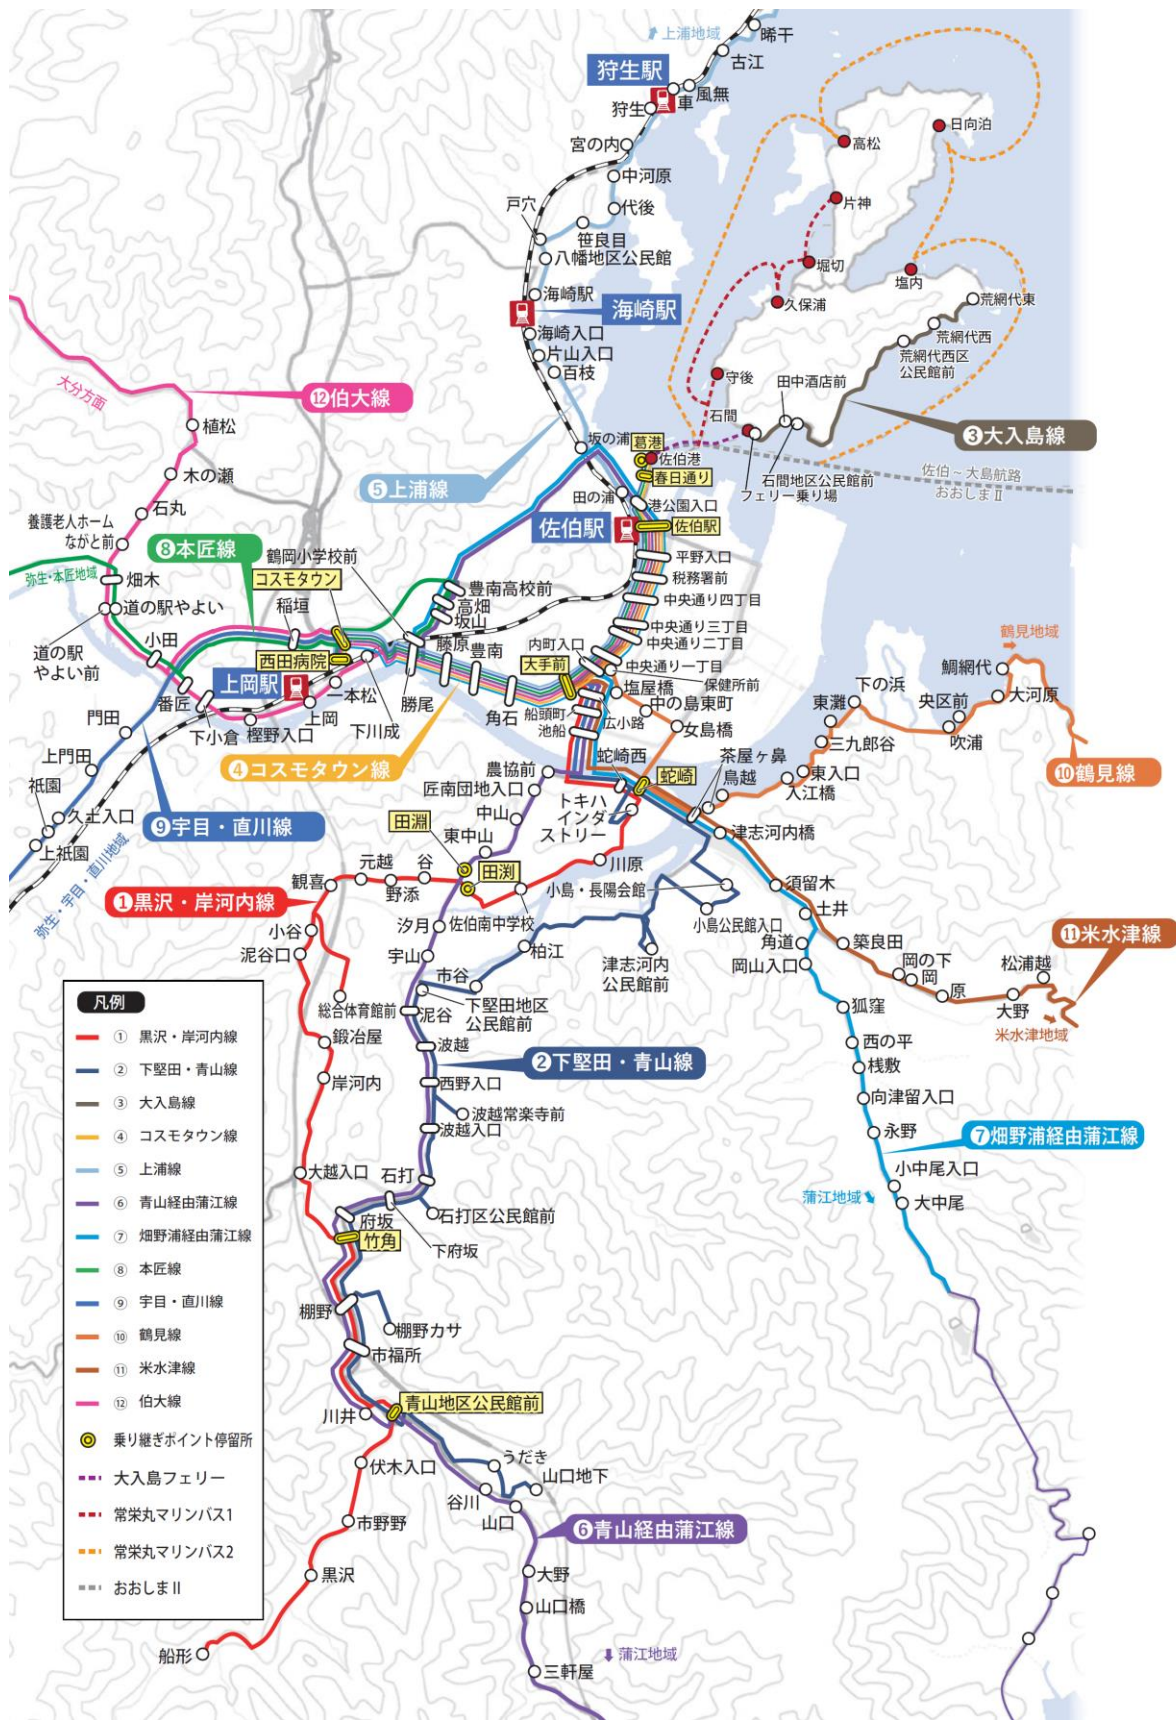 上浦地域
晞干
古江
狩生駅
車
風無
狩生
宮の内
中河原
代後
戸穴
笹良目
八幡地区公民館
海崎駅
海崎駅
海崎入口
片山入口
百枝
日向泊
高松
片神
堀切
塩内
久保浦
荒網代東
荒網代西
荒網代西区
公民館前
守後
田中酒店前
石間
石間地区公民館前
フェリー乗り場
③大入島線
佐伯~大島航路
おおしまⅡ
大分方面
⑫伯大線
植松
木の瀬
石丸
養護老人ホーム
ながと前
⑧本匠線
弥生・本匠地域
畑木
道の駅やよい
道の駅
やよい前
小田
稲垣
コスモタウン
鶴岡小学校前
西田病院
上岡駅
番匠
下小倉
樫野入口
上岡
一本松
下川成
勝尾
④コスモタウン線
門田
上門田
祇園
久土入口
上祇園
⑨宇目・直川線
弥生・宇目・直川地域
⑤上浦線
坂の浦
葛港
佐伯港
春日通り
田の浦
港公園入口
佐伯駅
佐伯駅
平野入口
税務署前
中央通り四丁目
中央通り三丁目
中央通り二丁目
内町入口
中央通り一丁目
大手前
保健所前
塩屋橋
豊南高校前
高畑
坂山
藤原
豊南
角石
船頭町
池船
広小路
中の島東町
女島橋
蛇崎西
蛇崎
茶屋ヶ鼻
鳥越
農協前
匠南団地入口
中山
東中山
トキハ
インダ
ストリー
川原
田淵
田渕
佐伯南中学校
小島・長陽会館
小島公民館入口
津志河内
公民館前
鶴見地域
鯛網代
大河原
下の浜
央区前
東灘
吹浦
三九郎谷
東入口
入江橋
⑩鶴見線
津志河内橋
須留木
土井
角道
岡山入口
築良田
岡の下
岡
原
松浦越
大野
⑪米水津線
米水津地域
狐窪
西の平
桟敷
向津留入口
永野
⑦畑野浦経由蒲江線
小中尾入口
大中尾
蒲江地域
①黒沢・岸河内線
観喜
元越
野添
谷
小谷
泥谷口
総合体育館前
鍛冶屋
岸河内
大越入口
汐月
宇山
市谷
柏江
下堅田地区
公民館前
泥谷
波越
②下堅田・青山線
西野入口
波越常楽寺前
波越入口
石打
石打区公民館前
府坂
下府坂
竹角
棚野
棚野カサ
市福所
青山地区公民館前
川井
伏木入口
うだき
山口地下
谷川
山口
市野野
黒沢
船形
⑥青山経由蒲江線
大野
山口橋
三軒屋
蒲江地域
凡例
① 黒沢・岸河内線
② 下堅田・青山線
③ 大入島線
④ コスモタウン線
⑤ 上浦線
⑥ 青山経由蒲江線
⑦ 畑野浦経由蒲江線
⑧ 本匠線
⑨ 宇目・直川線
⑩ 鶴見線
⑪ 米水津線
⑫ 伯大線
乗り継ぎポイント停留所
大入島フェリー
常栄丸マリンバス1
常栄丸マリンバス2
おおしまⅡ